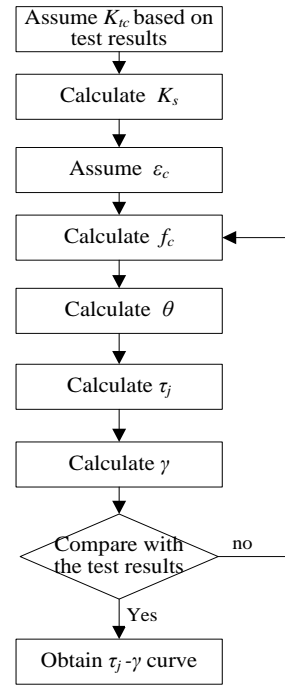 Assume K_tc based on
test results
Calculate K_s
Assume ε_c
Calculate f_c
Calculate θ
Calculate τ_j
Calculate γ
Compare with
the test results
no
Yes
Obtain τ_j -γ curve